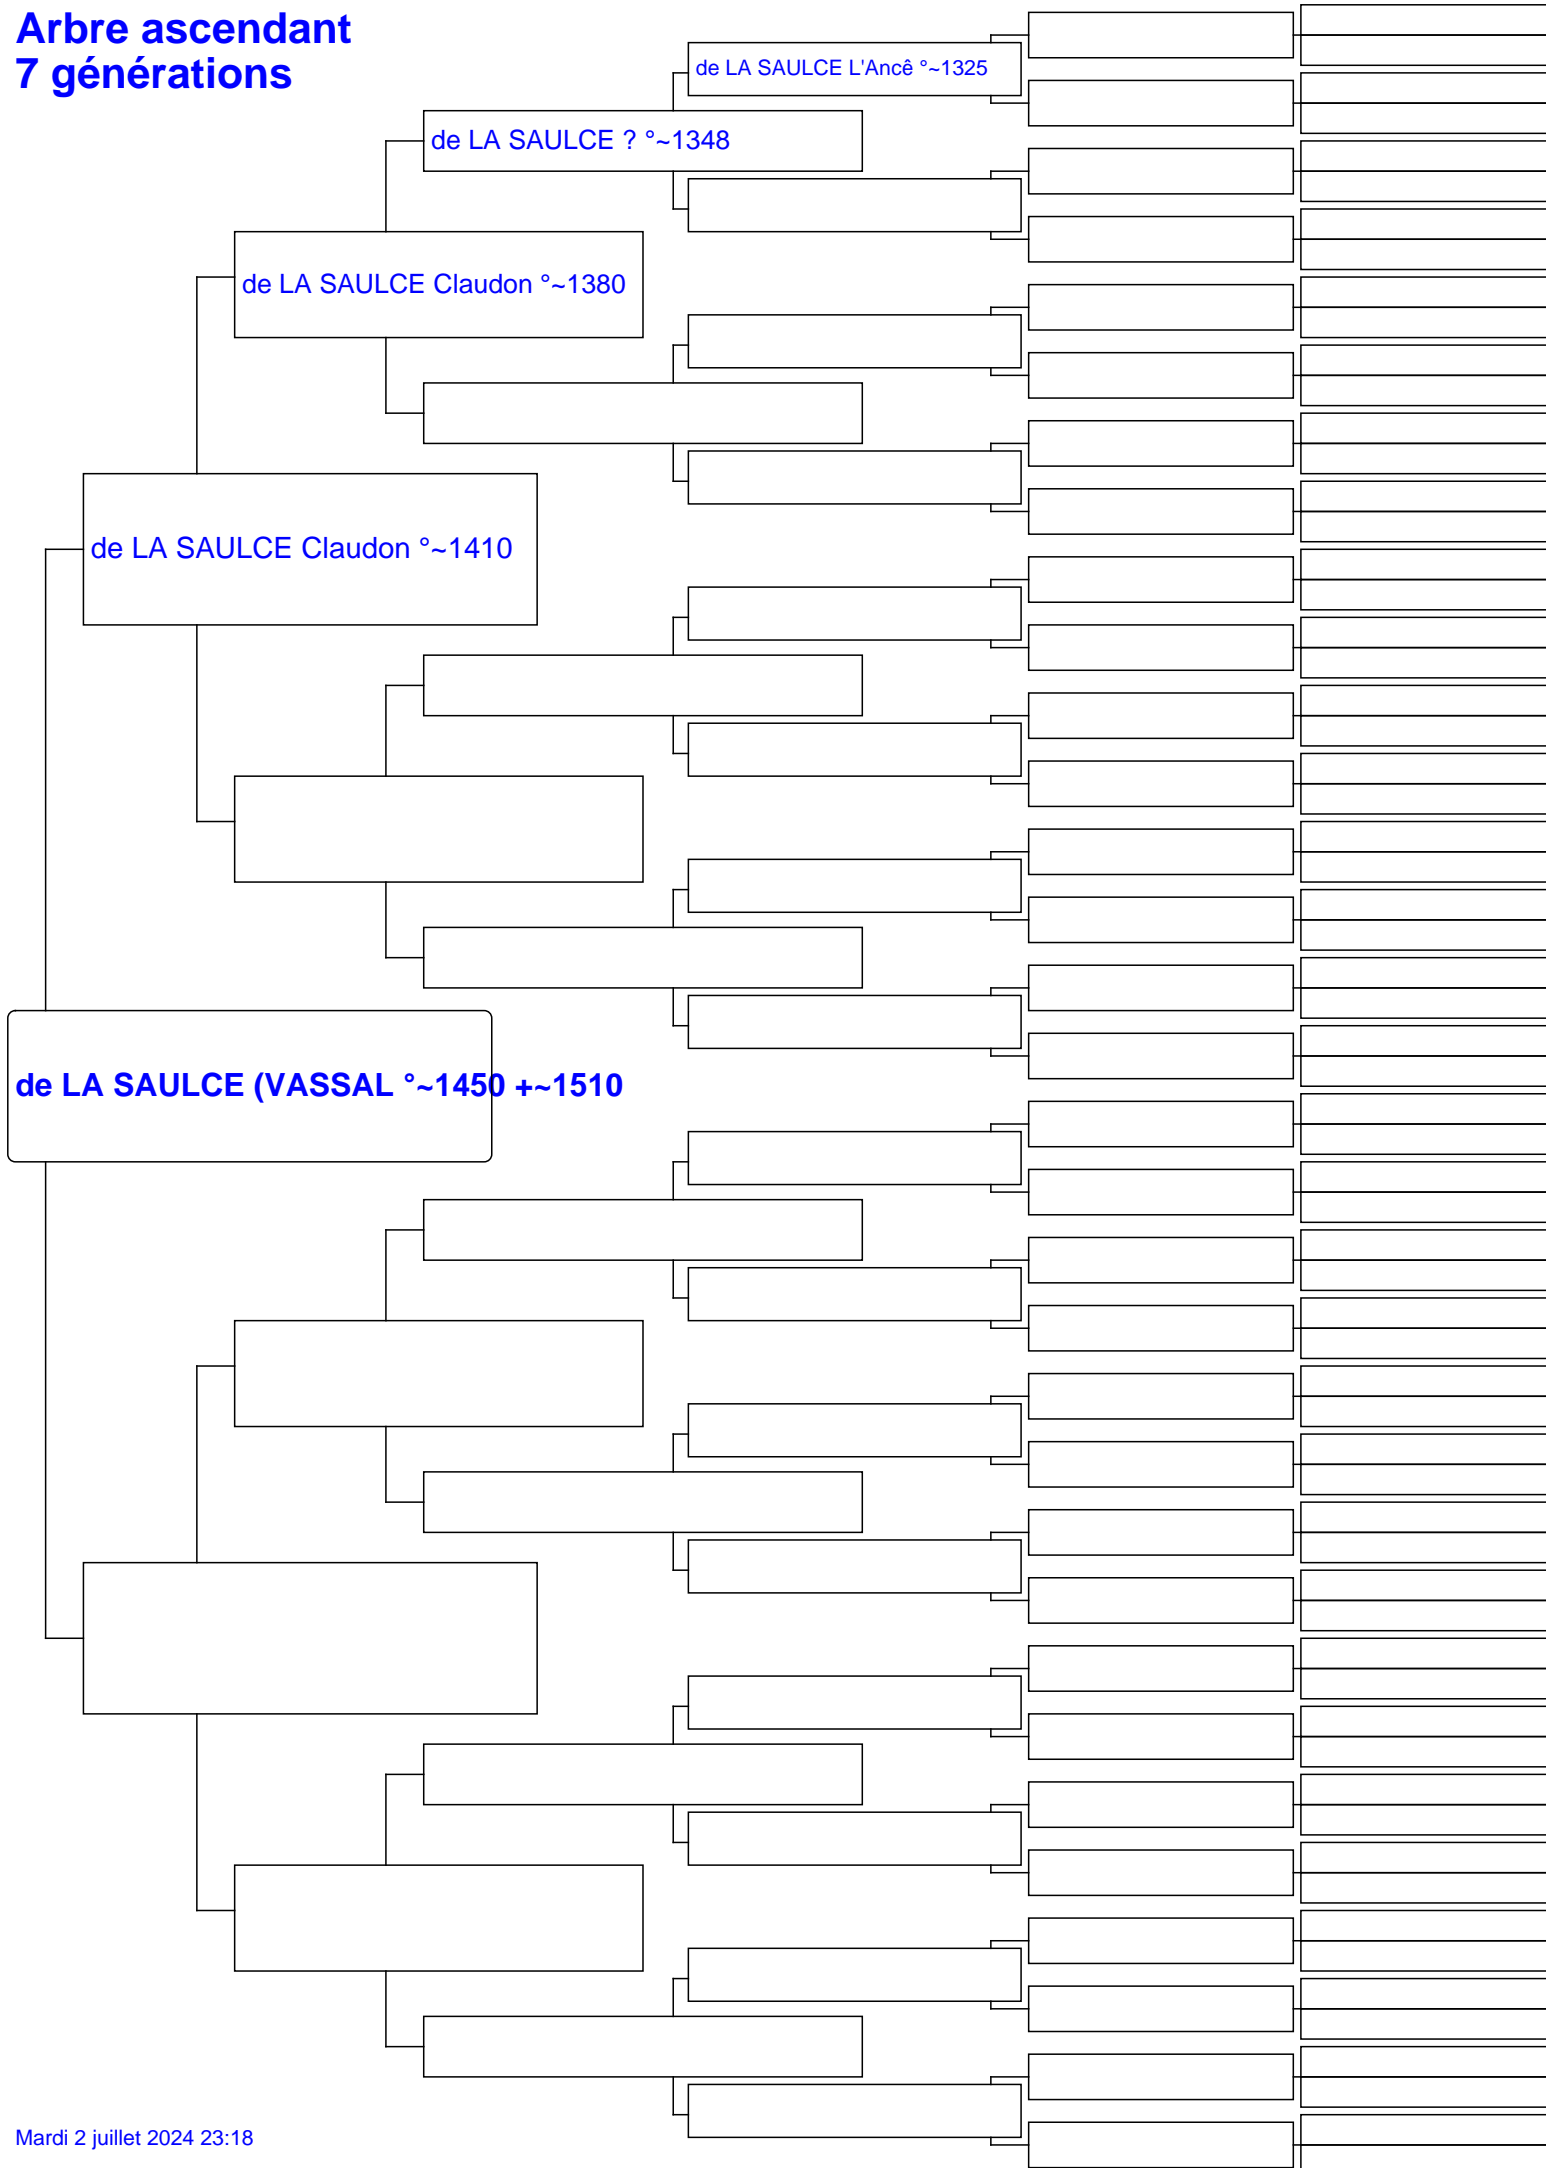 Arbre ascendant
7 générations
de LA SAULCE L'Ancê °~1325
de LA SAULCE ? °~1348
de LA SAULCE Claudon °~1380
de LA SAULCE Claudon °~1410
de LA SAULCE (VASSAL °~1450 +~1510
Mardi 2 juillet 2024 23:18